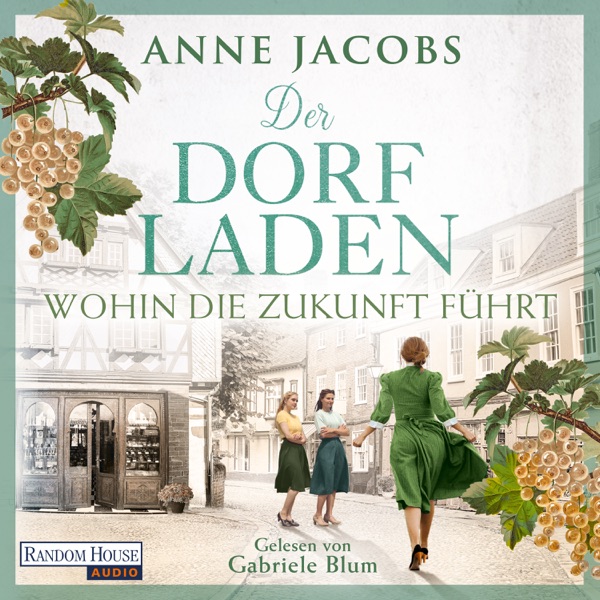 ANNE JACOBS
Der
DORF
LADEN
WOHIN DIE ZUKUNFT FÜHRT
Gelesen von
Gabriele Blum
RANDOM HOUSE
AUDIO